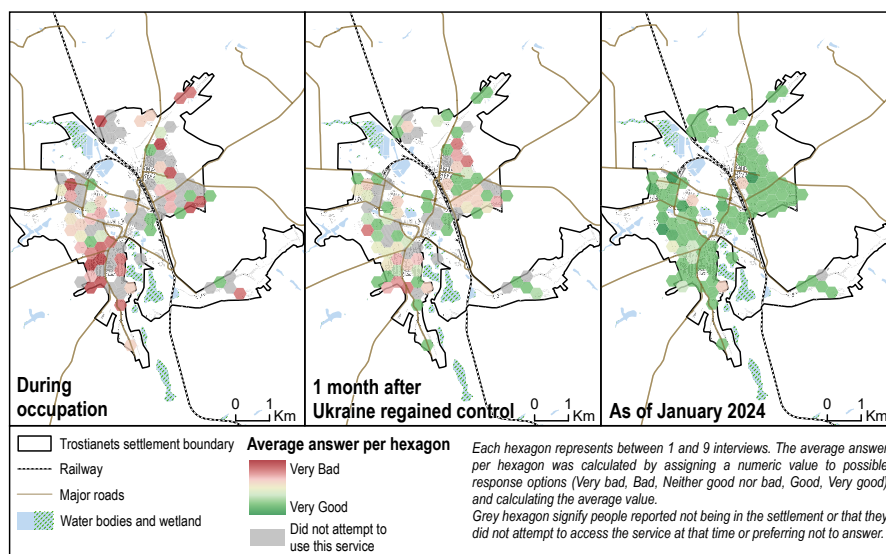 During
occupation
0 1
Km
1 month after
Ukraine regained control
0 1
Km
As of January 2024
0 1
Km
Trostianets settlement boundary
Railway
Major roads
Water bodies and wetland
Average answer per hexagon
Very Bad
Very Good
Did not attempt to
use this service
Each hexagon represents between 1 and 9 interviews. The average answer
per hexagon was calculated by assigning a numeric value to possible
response options (Very bad, Bad, Neither good nor bad, Good, Very good)
and calculating the average value.
Grey hexagon signify people reported not being in the settlement or that they
did not attempt to access the service at that time or preferring not to answer.